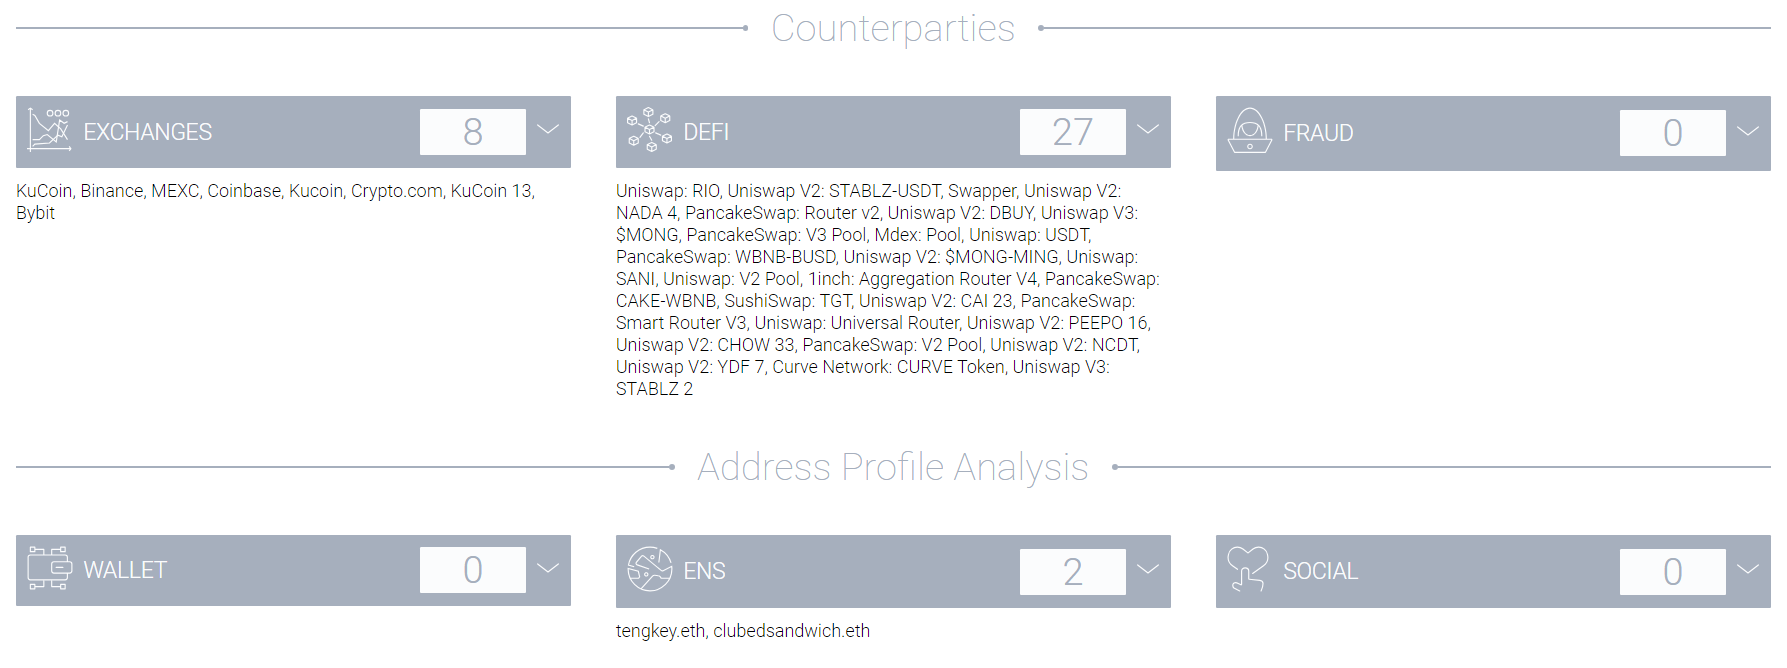 Counterparties
EXCHANGES 8
KuCoin, Binance, MEXC, Coinbase, Kucoin, Crypto.com, KuCoin 13,
Bybit
DEFI 27
Uniswap: RIO, Uniswap V2: STABLZ-USDT, Swapper, Uniswap V2:
NADA 4, PancakeSwap: Router v2, Uniswap V2: DBUY, Uniswap V3:
$MONG, PancakeSwap: V3 Pool, Mdex: Pool, Uniswap: USDT,
PancakeSwap: WBNB-BUSD, Uniswap V2: $MONG-MING, Uniswap:
SANI, Uniswap: V2 Pool, 1inch: Aggregation Router V4, PancakeSwap:
CAKE-WBNB, SushiSwap: TGT, Uniswap V2: CAI 23, PancakeSwap:
Smart Router V3, Uniswap: Universal Router, Uniswap V2: PEEPO 16,
Uniswap V2: CHOW 33, PancakeSwap: V2 Pool, Uniswap V2: NCDT,
Uniswap V2: YDF 7, Curve Network: CURVE Token, Uniswap V3:
STABLZ 2
FRAUD 0
Address Profile Analysis
WALLET 0
ENS 2
tengkey.eth, clubedsandwich.eth
SOCIAL 0